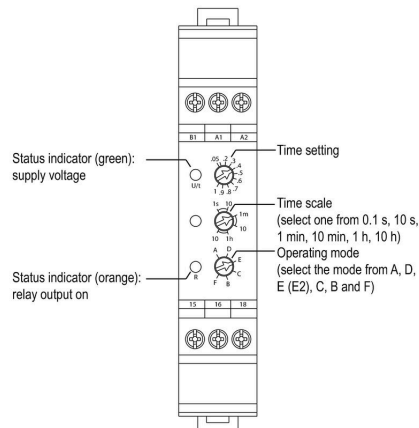 B1 A1 A2
Status indicator (green):
supply voltage
U/t
.05 .2 .3 .4 .5 .6 .7 .8 .9 1
Time setting
1s 10 1m 10 1h 10
Time scale
(select one from 0.1 s, 10 s,
1 min, 10 min, 1 h, 10 h)
Operating mode
(select the mode from A, D,
E (E2), C, B and F)
A D E C B F
Status indicator (orange):
relay output on
R
15 16 18